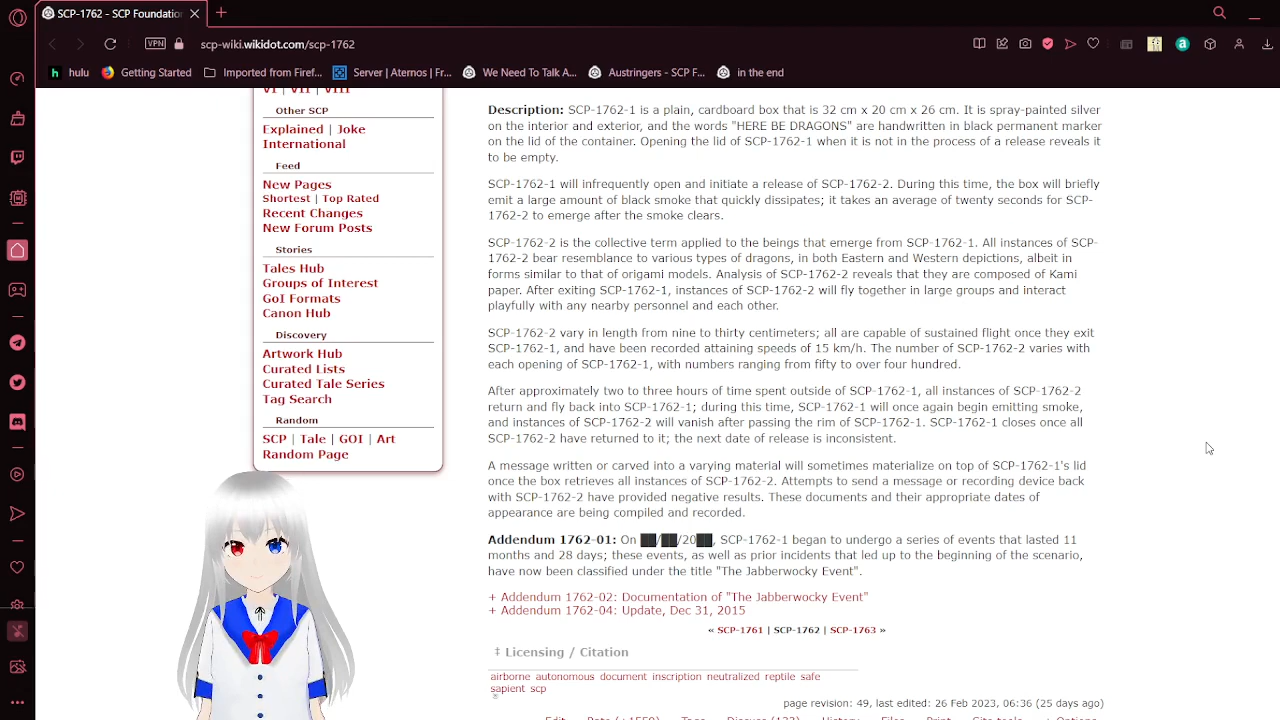 SCP-1762 - SCP Foundatio
VPN
scp-wiki.wikidot.com/scp-1762
hulu
Getting Started
Imported from Firef...
Server | Aternos | Fr...
We Need To Talk A...
Austringers - SCP F...
in the end
VI | VII | VIII
Other SCP
Explained | Joke
International
Feed
New Pages
Shortest | Top Rated
Recent Changes
New Forum Posts
Stories
Tales Hub
Groups of Interest
GoI Formats
Canon Hub
Discovery
Artwork Hub
Curated Lists
Curated Tale Series
Tag Search
Random
SCP | Tale | GOI | Art
Random Page
Description: SCP-1762-1 is a plain, cardboard box that is 32 cm x 20 cm x 26 cm. It is spray-painted silver
on the interior and exterior, and the words "HERE BE DRAGONS" are handwritten in black permanent marker
on the lid of the container. Opening the lid of SCP-1762-1 when it is not in the process of a release reveals it
to be empty.
SCP-1762-1 will infrequently open and initiate a release of SCP-1762-2. During this time, the box will briefly
emit a large amount of black smoke that quickly dissipates; it takes an average of twenty seconds for SCP-
1762-2 to emerge after the smoke clears.
SCP-1762-2 is the collective term applied to the beings that emerge from SCP-1762-1. All instances of SCP-
1762-2 bear resemblance to various types of dragons, in both Eastern and Western depictions, albeit in
forms similar to that of origami models. Analysis of SCP-1762-2 reveals that they are composed of Kami
paper. After exiting SCP-1762-1, instances of SCP-1762-2 will fly together in large groups and interact
playfully with any nearby personnel and each other.
SCP-1762-2 vary in length from nine to thirty centimeters; all are capable of sustained flight once they exit
SCP-1762-1, and have been recorded attaining speeds of 15 km/h. The number of SCP-1762-2 varies with
each opening of SCP-1762-1, with numbers ranging from fifty to over four hundred.
After approximately two to three hours of time spent outside of SCP-1762-1, all instances of SCP-1762-2
return and fly back into SCP-1762-1; during this time, SCP-1762-1 will once again begin emitting smoke,
and instances of SCP-1762-2 will vanish after passing the rim of SCP-1762-1. SCP-1762-1 closes once all
SCP-1762-2 have returned to it; the next date of release is inconsistent.
A message written or carved into a varying material will sometimes materialize on top of SCP-1762-1's lid
once the box retrieves all instances of SCP-1762-2. Attempts to send a message or recording device back
with SCP-1762-2 have provided negative results. These documents and their appropriate dates of
appearance are being compiled and recorded.
Addendum 1762-01: On ██/██/20██, SCP-1762-1 began to undergo a series of events that lasted 11
months and 28 days; these events, as well as prior incidents that led up to the beginning of the scenario,
have now been classified under the title "The Jabberwocky Event".
+ Addendum 1762-02: Documentation of "The Jabberwocky Event"
+ Addendum 1762-04: Update, Dec 31, 2015
« SCP-1761 | SCP-1762 | SCP-1763 »
‡ Licensing / Citation
airborne autonomous document inscription neutralized reptile safe
sapient scp
page revision: 49, last edited: 26 Feb 2023, 06:36 (25 days ago)
Edit Rate (+1550) Tags Discuss (133) History Files Print Site tools + Options